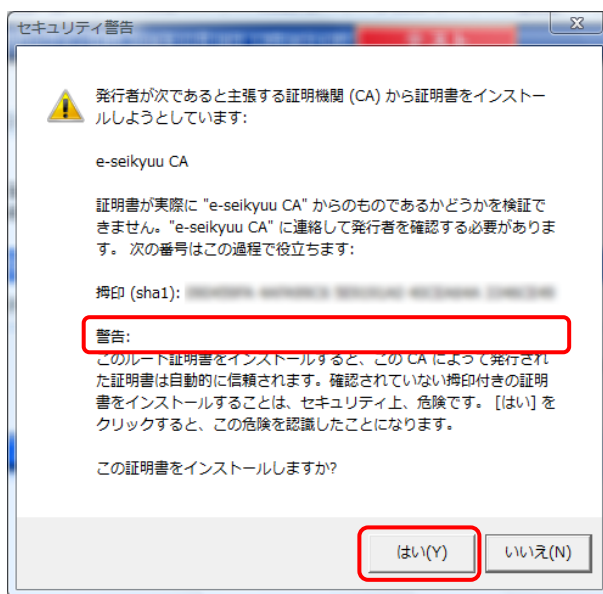 セキュリティ警告
発行者が次であると主張する証明機関 (CA) から証明書をインストー
ルしようとしています:
e-seikyuu CA
証明書が実際に "e-seikyuu CA" からのものであるかどうかを検証で
きません。"e-seikyuu CA" に連絡して発行者を確認する必要がありま
す。 次の番号はこの過程で役立ちます:
拇印 (sha1):
警告:
このルート証明書をインストールすると、この CA によって発行され
た証明書は自動的に信頼されます。確認されていない拇印付きの証明
書をインストールすることは、セキュリティ上、危険です。 [はい] を
クリックすると、この危険を認識したことになります。
この証明書をインストールしますか?
はい(Y) いいえ(N)